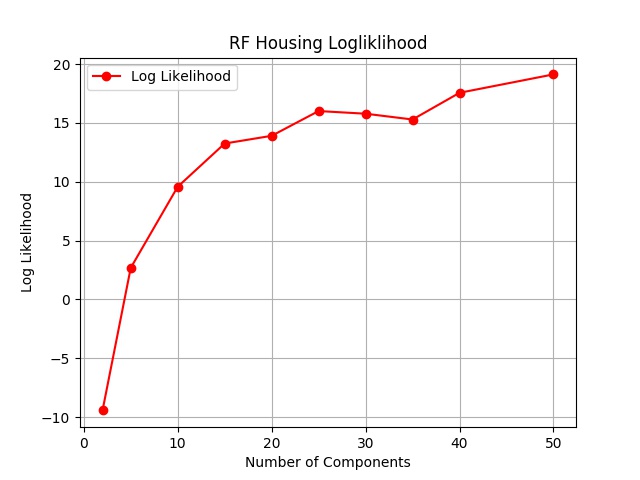 RF Housing Logliklihood
Log Likelihood
20
15
10
5
0
−5
−10
Log Likelihood
0 10 20 30 40 50
Number of Components